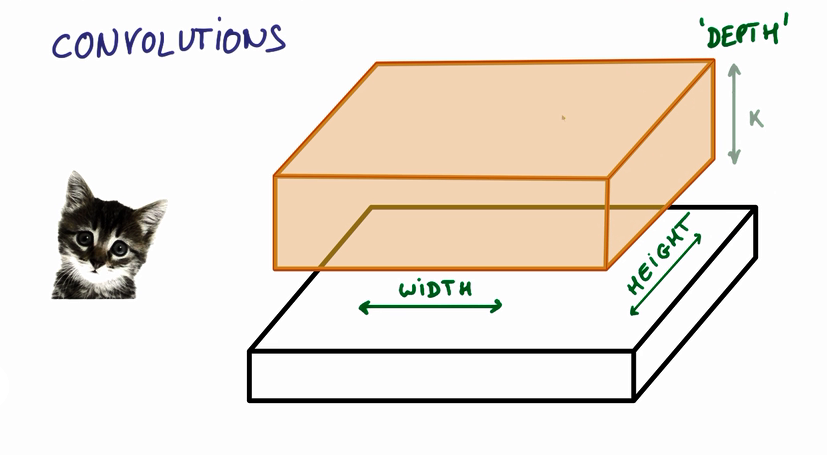 CONVOLUTIONS
'DEPTH'
K
HEIGHT
WIDTH